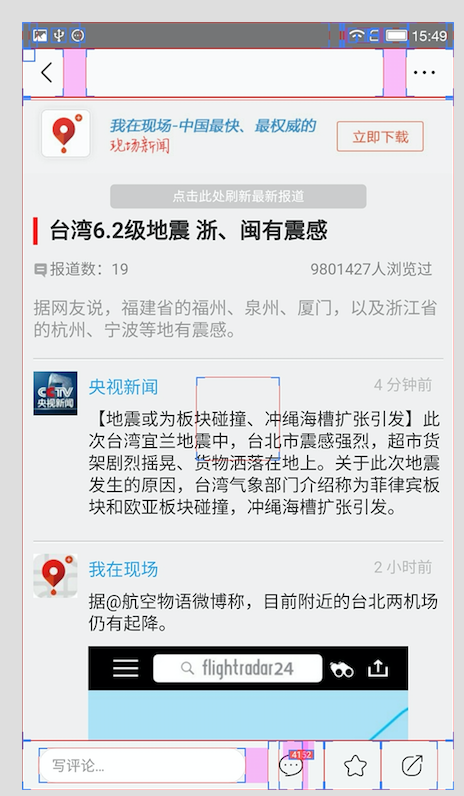 15:49
我在现场-中国最快、最权威的
现场新闻
立即下载
点击此处刷新最新报道
台湾6.2级地震 浙、闽有震感
报道数：19
9801427人浏览过
据网友说，福建省的福州、泉州、厦门，以及浙江省
的杭州、宁波等地有震感。
CCTV
央视新闻
央视新闻
4 分钟前
【地震或为板块碰撞、冲绳海槽扩张引发】此
次台湾宜兰地震中，台北市震感强烈，超市货
架剧烈摇晃、货物洒落在地上。关于此次地震
发生的原因，台湾气象部门介绍称为菲律宾板
块和欧亚板块碰撞，冲绳海槽扩张引发。
我在现场
2 小时前
据@航空物语微博称，目前附近的台北两机场
仍有起降。
flightradar24
写评论...
4152